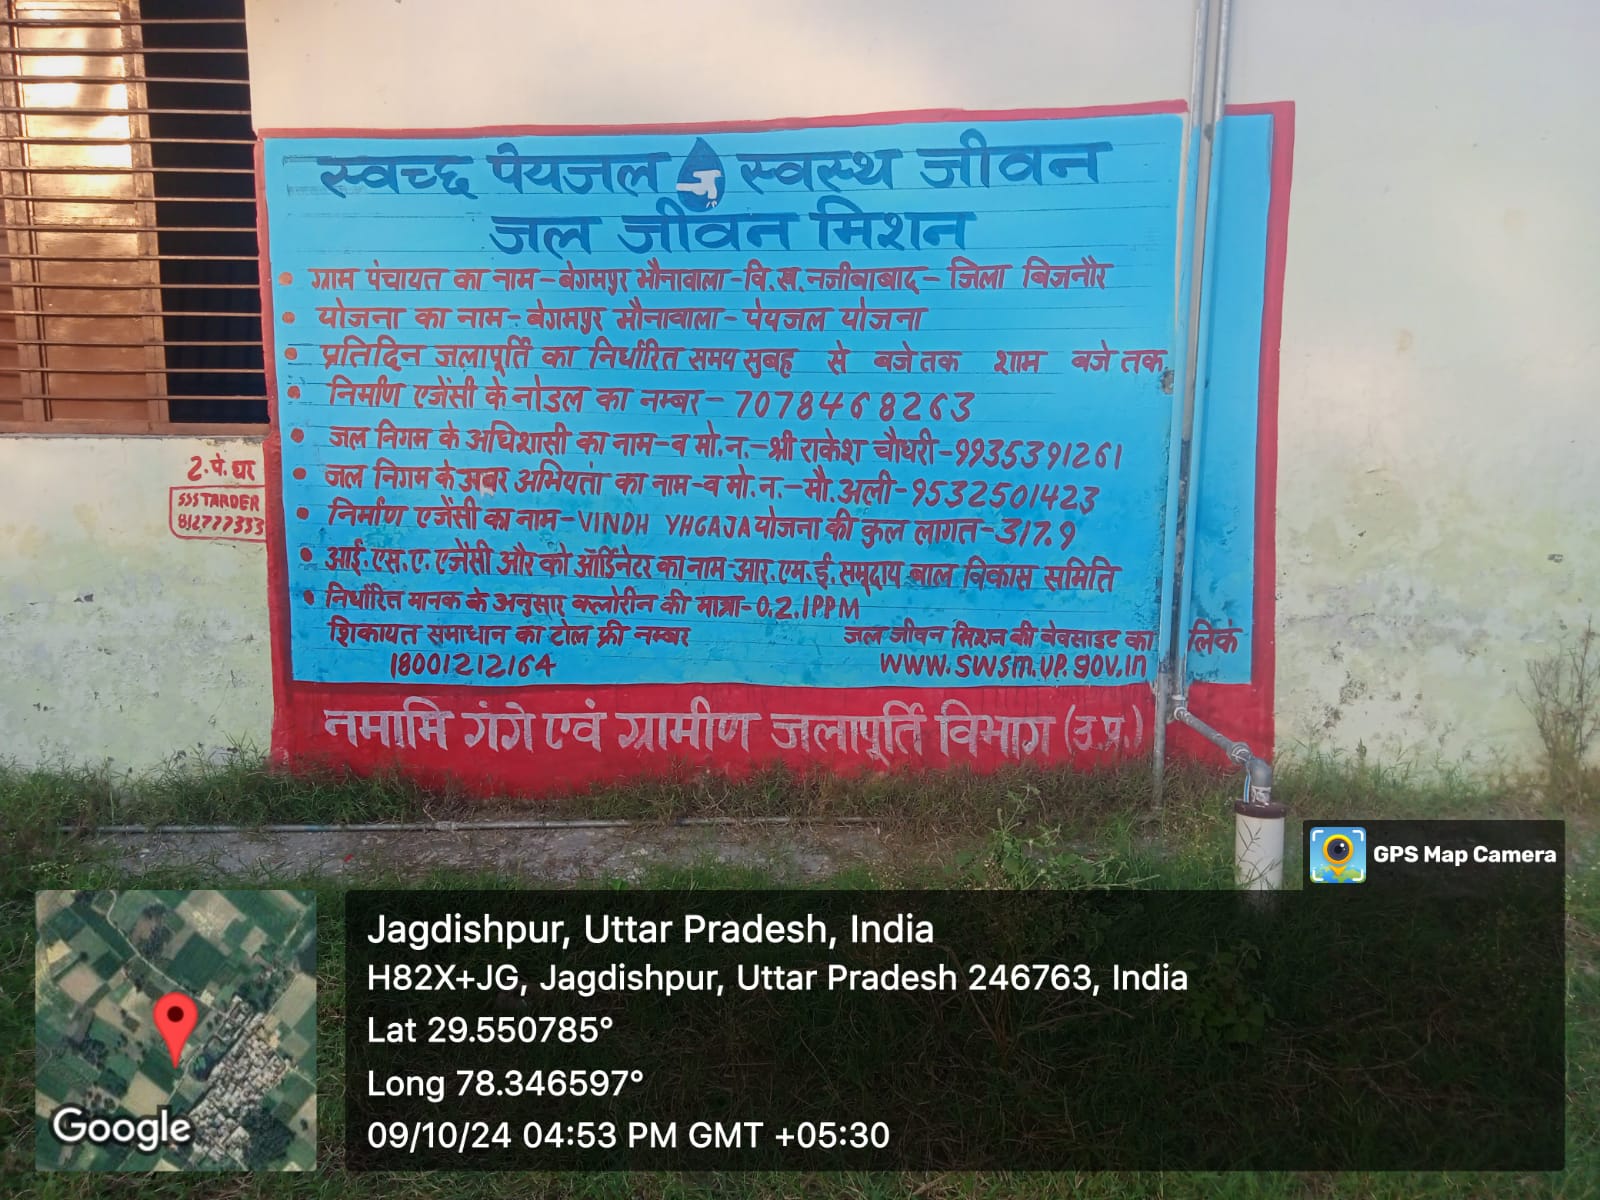 स्वच्छ पेयजल स्वस्थ जीवन
जल जीवन मिशन
• ग्राम पंचायत का नाम-बेगमपुर मौनावाला-वि.ख.नजीबाबाद-जिला बिजनौर
• योजना का नाम-बेगमपुर मौनावाला-पेयजल योजना
• प्रतिदिन जलापूर्ति का निर्धारित समय सुबह से बजे तक शाम बजे तक
• निर्माण एजेंसी के नोडल का नम्बर-7078468263
• जल निगम के अधिशासी का नाम-व मो.न.-श्री राकेश चौधरी-9935391261
• जल निगम के अवर अभियंता का नाम-व मो.न.-मौ.अली-9532501423
• निर्माण एजेंसी का नाम-VINDH YHGAJA योजना की कुल लागत-317.9
• आई.एस.ए.एजेंसी और को ऑर्डिनेटर का नाम-आर.एम.ई.समुदाय बाल विकास समिति
• निर्धारित मानक के अनुसार क्लोरीन की मात्रा-0.2.1PPM
शिकायत समाधान का टोल फ्री नम्बर
18001212164
जल जीवन मिशन की वेबसाइट का लिंक
www.swsm.up.gov.in
नमामि गंगे एवं ग्रामीण जलापूर्ति विभाग (उ.प्र.)
2.पे.घर
SSS TARDER
812777333
GPS Map Camera
Jagdishpur, Uttar Pradesh, India
H82X+JG, Jagdishpur, Uttar Pradesh 246763, India
Lat 29.550785°
Long 78.346597°
09/10/24 04:53 PM GMT +05:30
Google